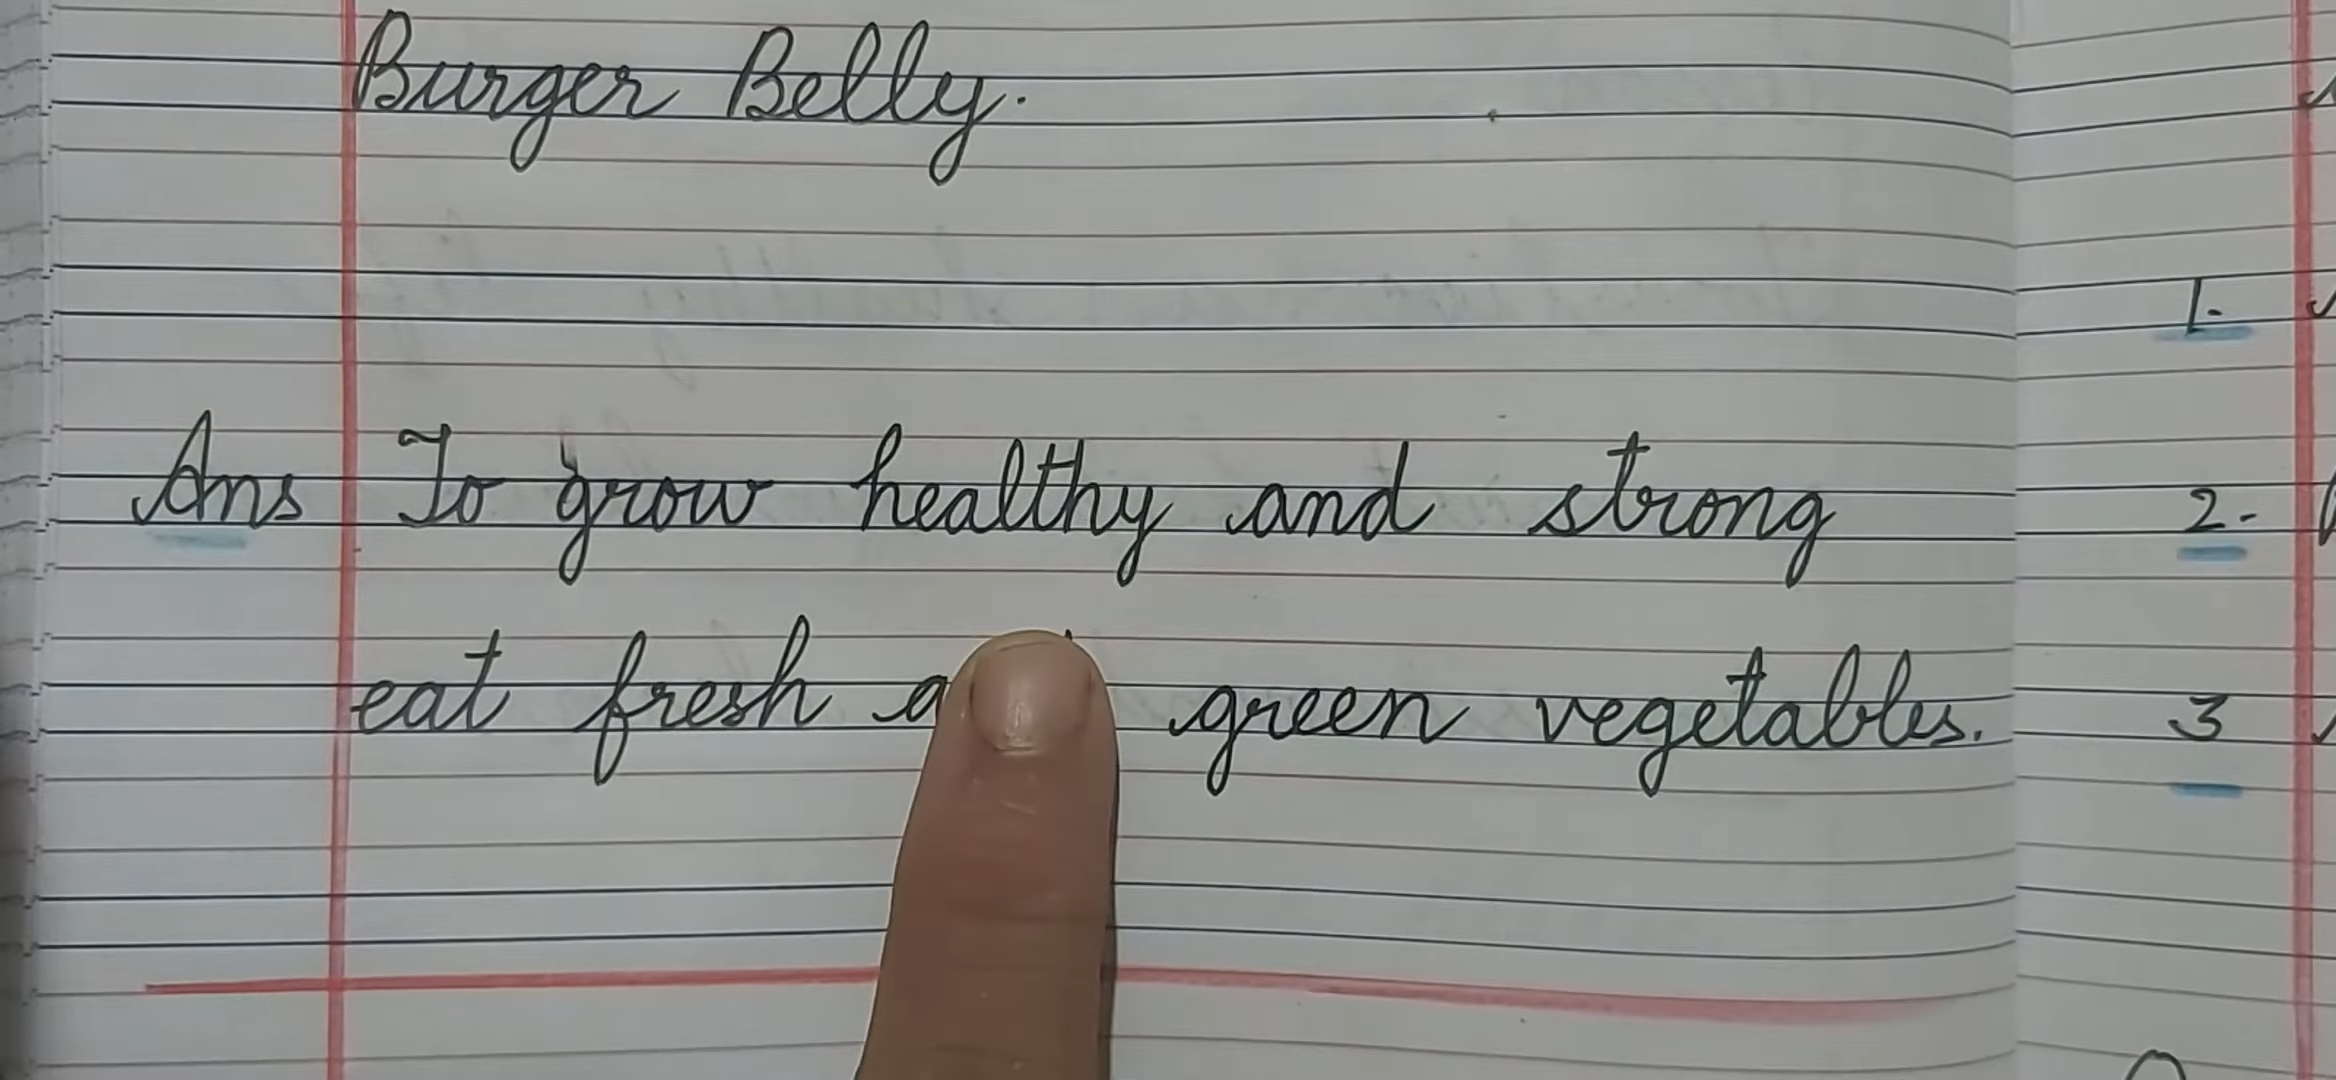 Burger Belly.
Ans To grow healthy and strong
eat fresh green vegetables.
1.
2-
3